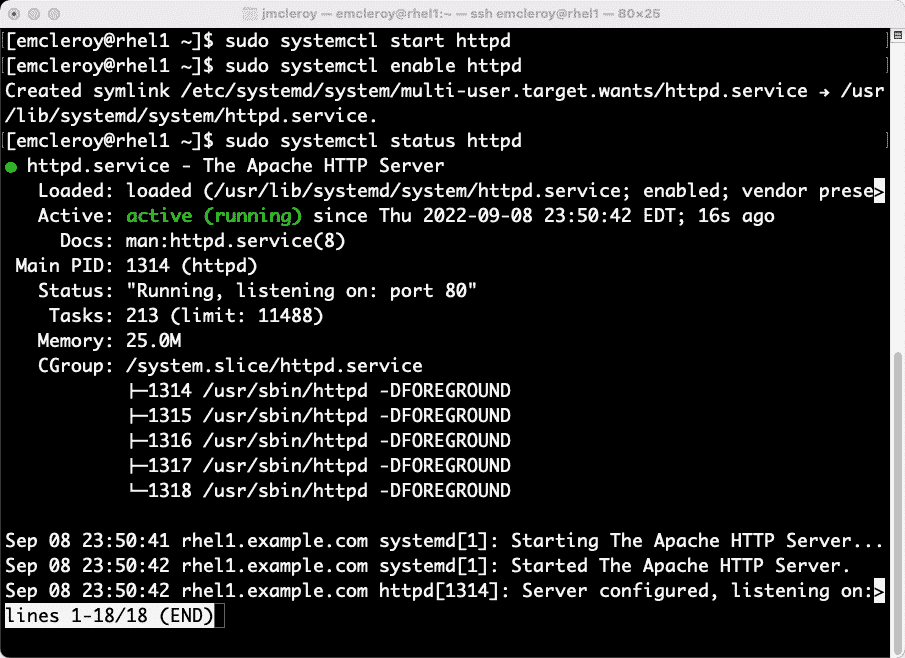 jmcleroy — emcleroy@rhel1:~ — ssh emcleroy@rhel1 — 80×25
[emcleroy@rhel1 ~]$ sudo systemctl start httpd
[emcleroy@rhel1 ~]$ sudo systemctl enable httpd
Created symlink /etc/systemd/system/multi-user.target.wants/httpd.service → /usr
/lib/systemd/system/httpd.service.
[emcleroy@rhel1 ~]$ sudo systemctl status httpd
● httpd.service - The Apache HTTP Server
   Loaded: loaded (/usr/lib/systemd/system/httpd.service; enabled; vendor prese>
   Active: active (running) since Thu 2022-09-08 23:50:42 EDT; 16s ago
     Docs: man:httpd.service(8)
 Main PID: 1314 (httpd)
   Status: "Running, listening on: port 80"
    Tasks: 213 (limit: 11488)
   Memory: 25.0M
   CGroup: /system.slice/httpd.service
           ├─1314 /usr/sbin/httpd -DFOREGROUND
           ├─1315 /usr/sbin/httpd -DFOREGROUND
           ├─1316 /usr/sbin/httpd -DFOREGROUND
           ├─1317 /usr/sbin/httpd -DFOREGROUND
           └─1318 /usr/sbin/httpd -DFOREGROUND
Sep 08 23:50:41 rhel1.example.com systemd[1]: Starting The Apache HTTP Server...
Sep 08 23:50:42 rhel1.example.com systemd[1]: Started The Apache HTTP Server.
Sep 08 23:50:42 rhel1.example.com httpd[1314]: Server configured, listening on:>
lines 1-18/18 (END)